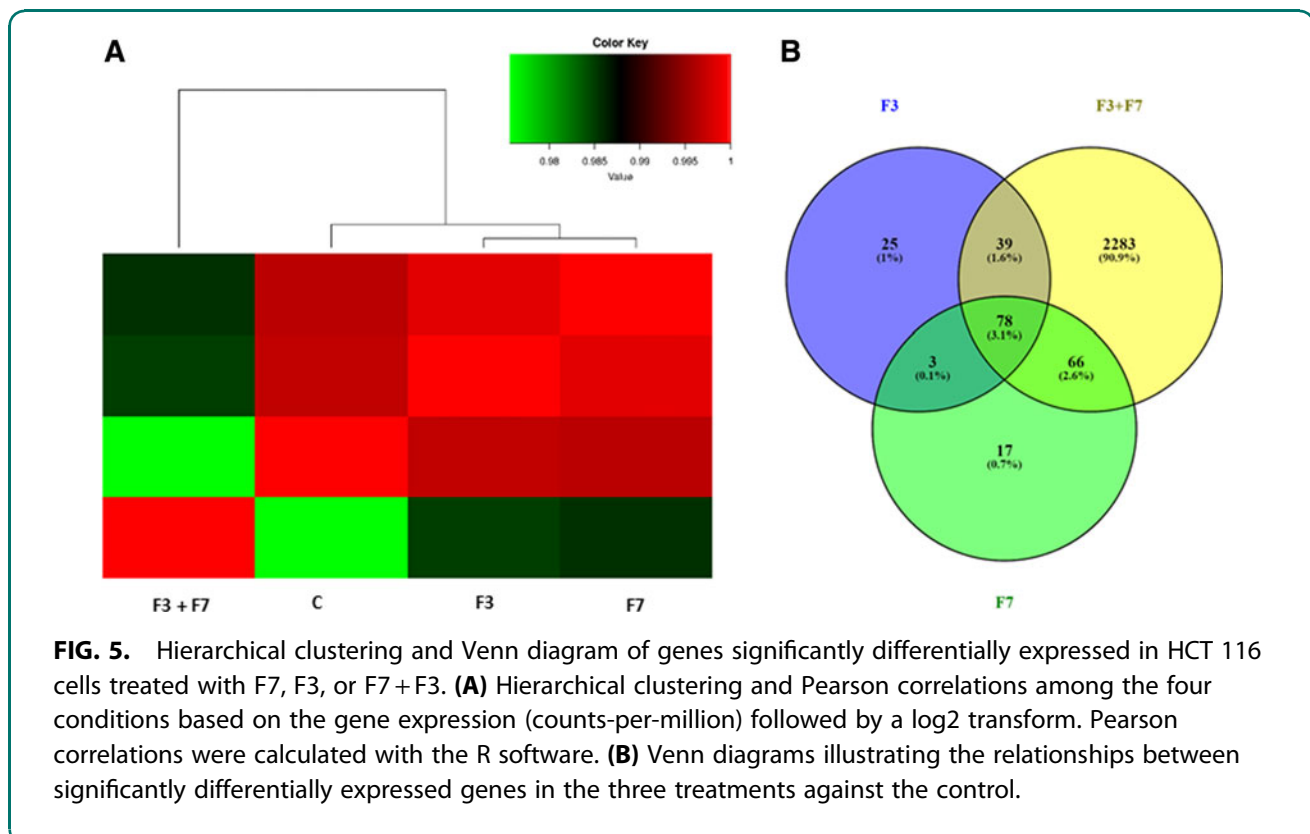 A
Color Key
0.98 0.985 0.99 0.995 1
Value
F3 + F7 C F3 F7
B
F3 F3+F7
25
(1%)
39
(1.6%)
2283
(90.9%)
78
(3.1%)
3
(0.1%)
66
(2.6%)
17
(0.7%)
F7
FIG. 5. Hierarchical clustering and Venn diagram of genes significantly differentially expressed in HCT 116
cells treated with F7, F3, or F7+F3. (A) Hierarchical clustering and Pearson correlations among the four
conditions based on the gene expression (counts-per-million) followed by a log2 transform. Pearson
correlations were calculated with the R software. (B) Venn diagrams illustrating the relationships between
significantly differentially expressed genes in the three treatments against the control.